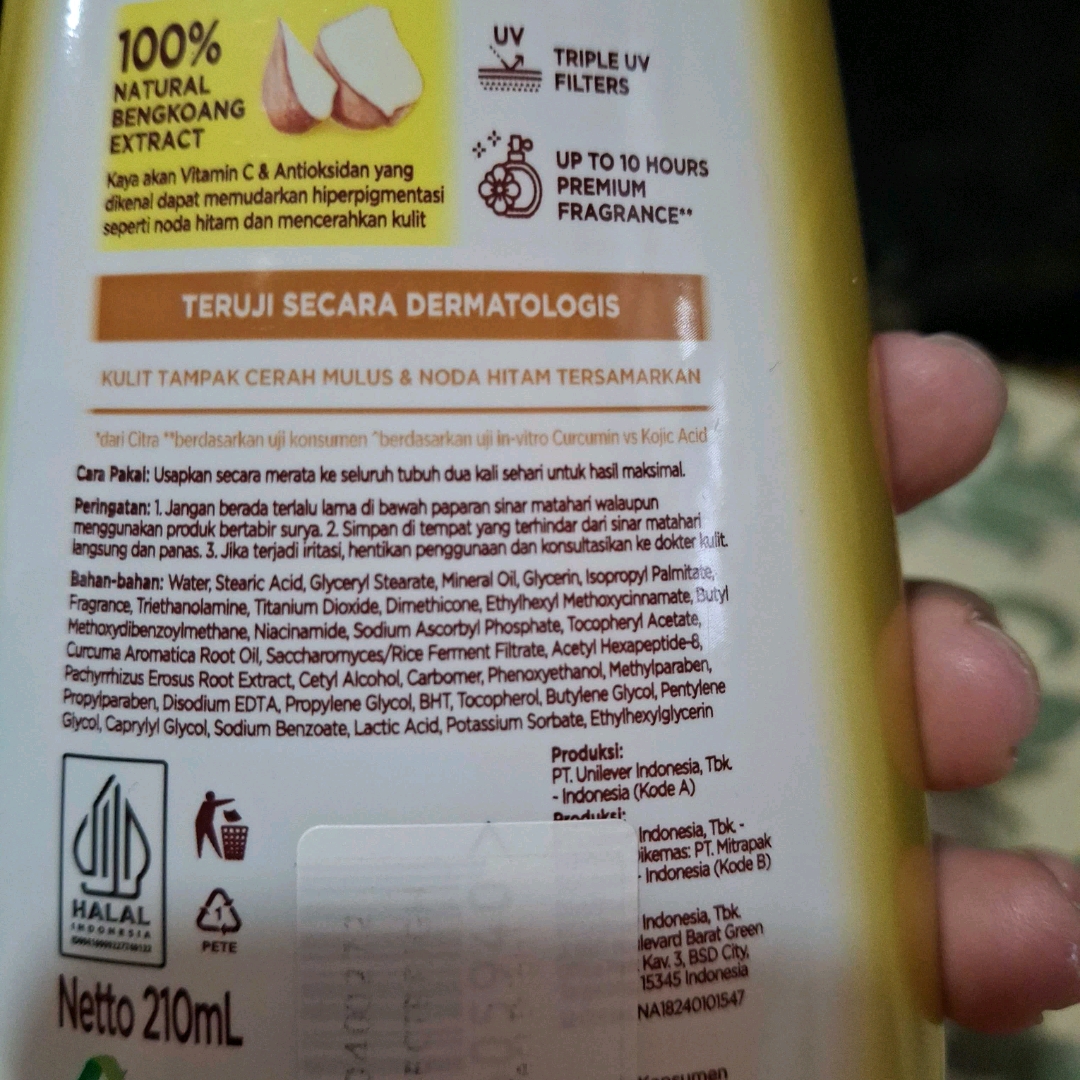 100%
NATURAL
BENGKOANG
EXTRACT
Kaya akan Vitamin C & Antioksidan yang
dikenal dapat memudarkan hiperpigmentasi
seperti noda hitam dan mencerahkan kulit
UV
TRIPLE UV
FILTERS
UP TO 10 HOURS
PREMIUM
FRAGRANCE**
TERUJI SECARA DERMATOLOGIS
KULIT TAMPAK CERAH MULUS & NODA HITAM TERSAMARKAN
*dari Citra **berdasarkan uji konsumen ^berdasarkan uji in-vitro Curcumin vs Kojic Acid
Cara Pakai: Usapkan secara merata ke seluruh tubuh dua kali sehari untuk hasil maksimal.
Peringatan: 1. Jangan berada terlalu lama di bawah paparan sinar matahari walaupun
menggunakan produk bertabir surya. 2. Simpan di tempat yang terhindar dari sinar matahari
langsung dan panas. 3. Jika terjadi iritasi, hentikan penggunaan dan konsultasikan ke dokter kulit.
Bahan-bahan: Water, Stearic Acid, Glyceryl Stearate, Mineral Oil, Glycerin, Isopropyl Palmitate,
Fragrance, Triethanolamine, Titanium Dioxide, Dimethicone, Ethylhexyl Methoxycinnamate, Butyl
Methoxydibenzoylmethane, Niacinamide, Sodium Ascorbyl Phosphate, Tocopheryl Acetate,
Curcuma Aromatica Root Oil, Saccharomyces/Rice Ferment Filtrate, Acetyl Hexapeptide-8,
Pachyrrhizus Erosus Root Extract, Cetyl Alcohol, Carbomer, Phenoxyethanol, Methylparaben,
Propylparaben, Disodium EDTA, Propylene Glycol, BHT, Tocopherol, Butylene Glycol, Pentylene
Glycol, Caprylyl Glycol, Sodium Benzoate, Lactic Acid, Potassium Sorbate, Ethylhexylglycerin
HALAL
INDONESIA
1
PETE
Netto 210mL
Produksi:
PT. Unilever Indonesia, Tbk.
- Indonesia (Kode A)
Produksi:
Indonesia, Tbk -
ikemas: PT. Mitrapak
- Indonesia (Kode B)
Indonesia, Tbk.
levard Barat Green
Kav. 3, BSD City,
15345 Indonesia
NA18240101547